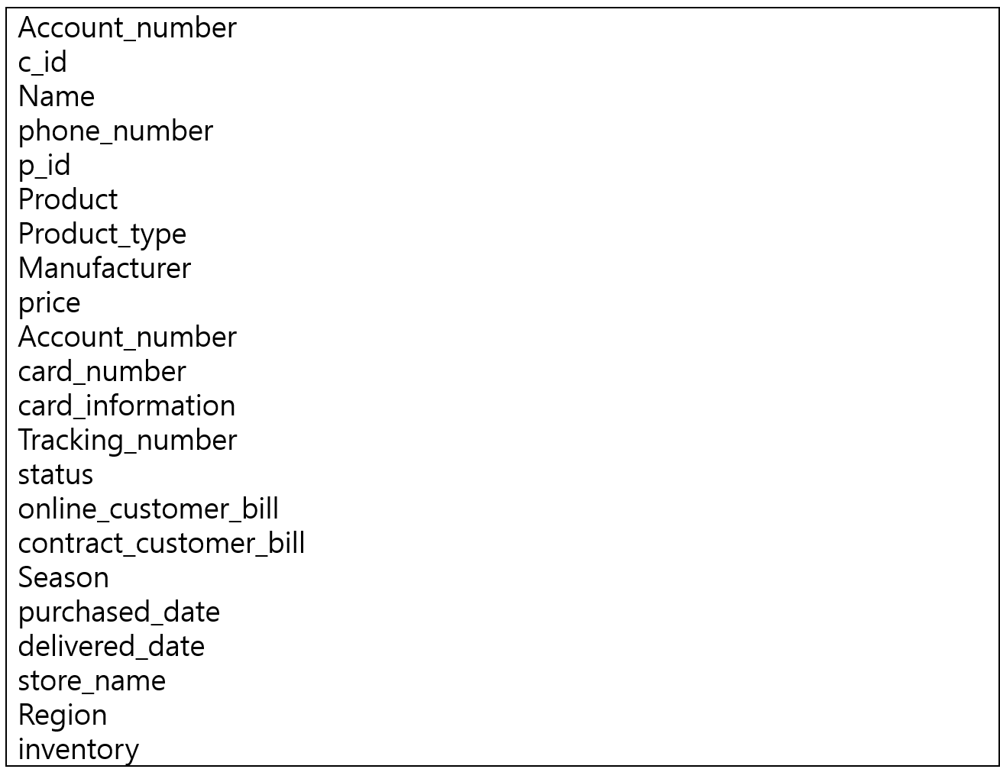 Account_number
c_id
Name
phone_number
p_id
Product
Product_type
Manufacturer
price
Account_number
card_number
card_information
Tracking_number
status
online_customer_bill
contract_customer_bill
Season
purchased_date
delivered_date
store_name
Region
inventory